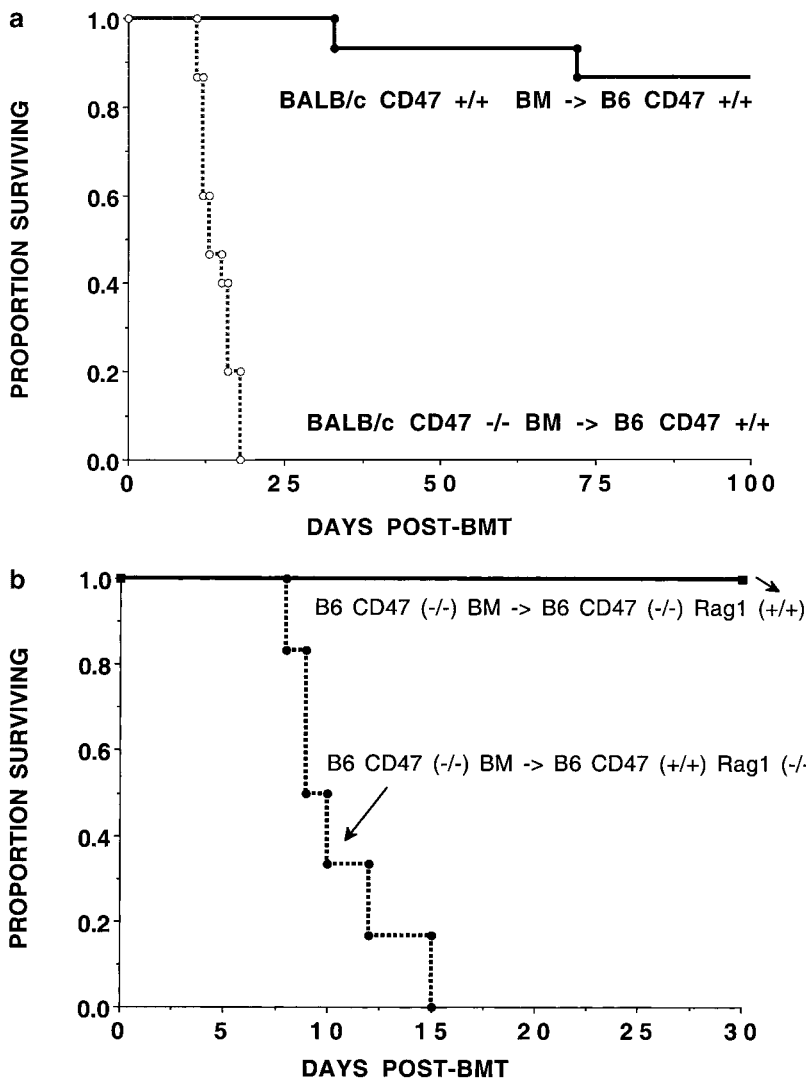 a
PROPORTION SURVIVING
1.0
0.8
0.6
0.4
0.2
0.0
BALB/c CD47 +/+ BM -> B6 CD47 +/+
BALB/c CD47 -/- BM -> B6 CD47 +/+
0 25 50 75 100
DAYS POST-BMT
b
PROPORTION SURVIVING
1.0
0.8
0.6
0.4
0.2
0.0
B6 CD47 (-/-) BM -> B6 CD47 (-/-) Rag1 (+/+)
B6 CD47 (-/-) BM -> B6 CD47 (+/+) Rag1 (-/-
0 5 10 15 20 25 30
DAYS POST-BMT